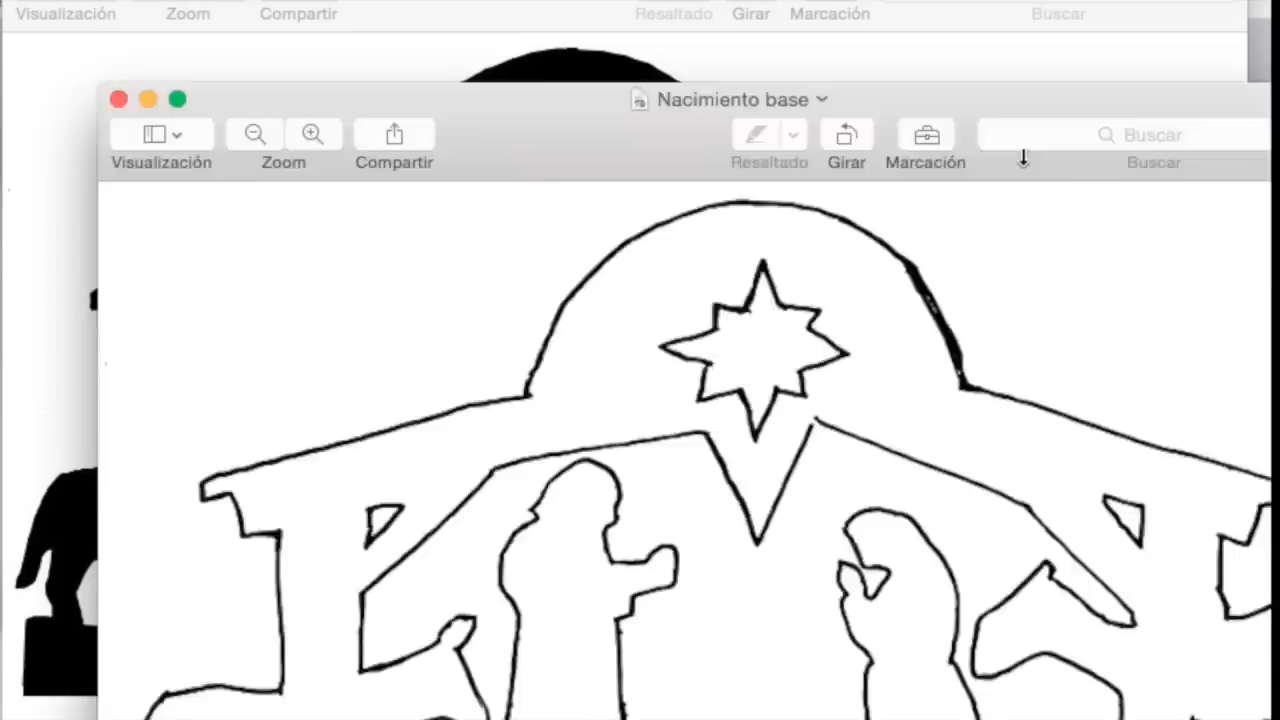 Visualización Zoom Compartir Resaltado Girar Marcación Buscar
Nacimiento base
Buscar
Visualización Zoom Compartir Resaltado Girar Marcación Buscar